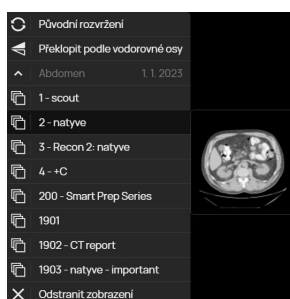 Původní rozvržení
Překlopit podle vodorovné osy
Abdomen 1. 1. 2023
1 - scout
2 - natyve
3 - Recon 2: natyve
4 - +C
200 - Smart Prep Series
1901
1902 - CT report
1903 - natyve - important
Odstranit zobrazení